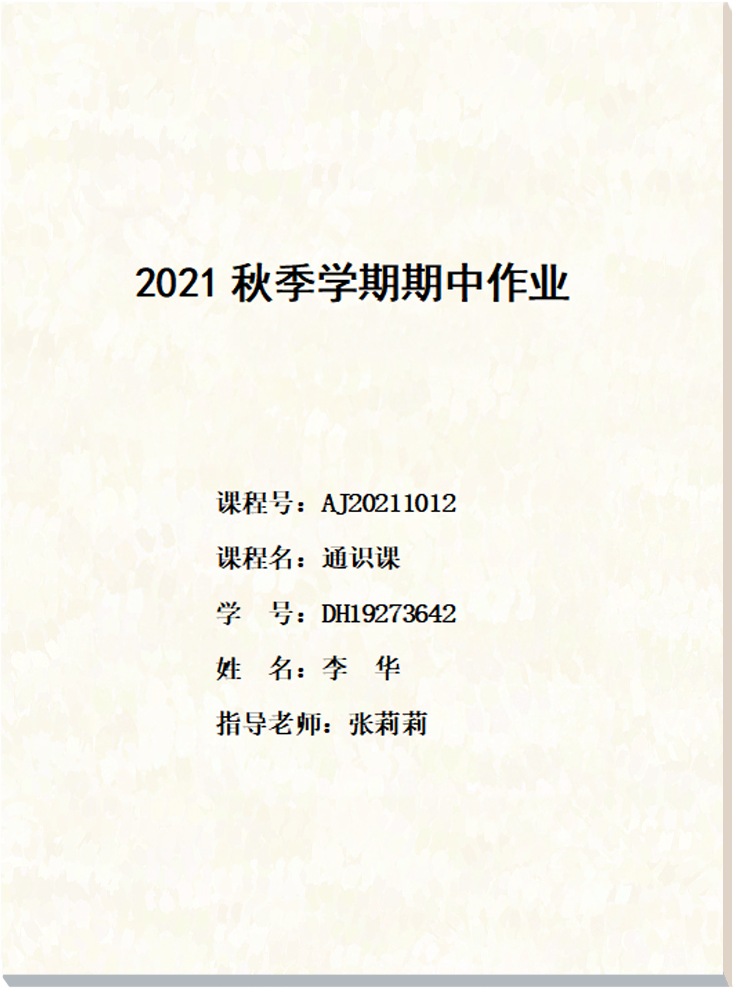 2021 秋季学期期中作业
课程号：AJ20211012
课程名：通识课
学　号：DH19273642
姓　名：李　华
指导老师：张莉莉